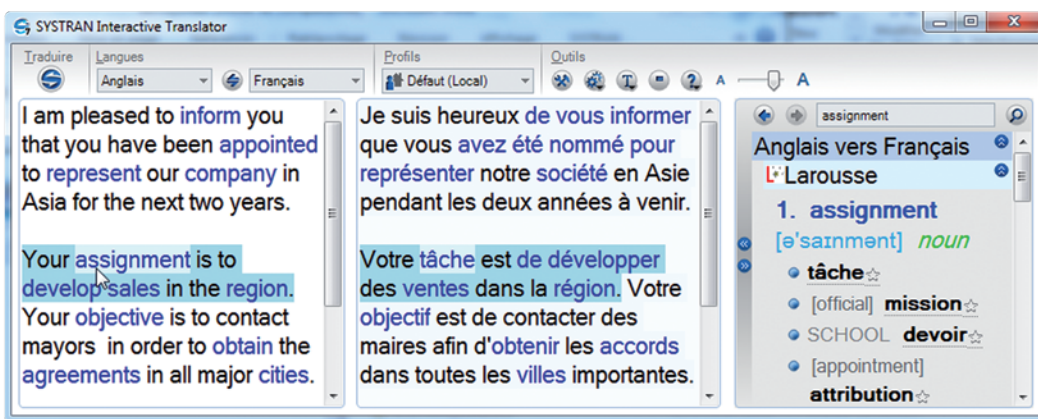 SYSTRAN Interactive Translator
Traduire
Langues
Profils
Outils
Anglais
Français
Défaut (Local)
A
A
I am pleased to inform you
that you have been appointed
to represent our company in
Asia for the next two years.
Your assignment is to
develop sales in the region.
Your objective is to contact
mayors in order to obtain the
agreements in all major cities.
Je suis heureux de vous informer
que vous avez été nommé pour
représenter notre société en Asie
pendant les deux années à venir.
Votre tâche est de développer
des ventes dans la région. Votre
objectif est de contacter des
maires afin d'obtenir les accords
dans toutes les villes importantes.
assignment
Anglais vers Français
Larousse
1. assignment
[ə'saɪnmənt] noun
tâche
[official] mission
SCHOOL devoir
[appointment]
attribution